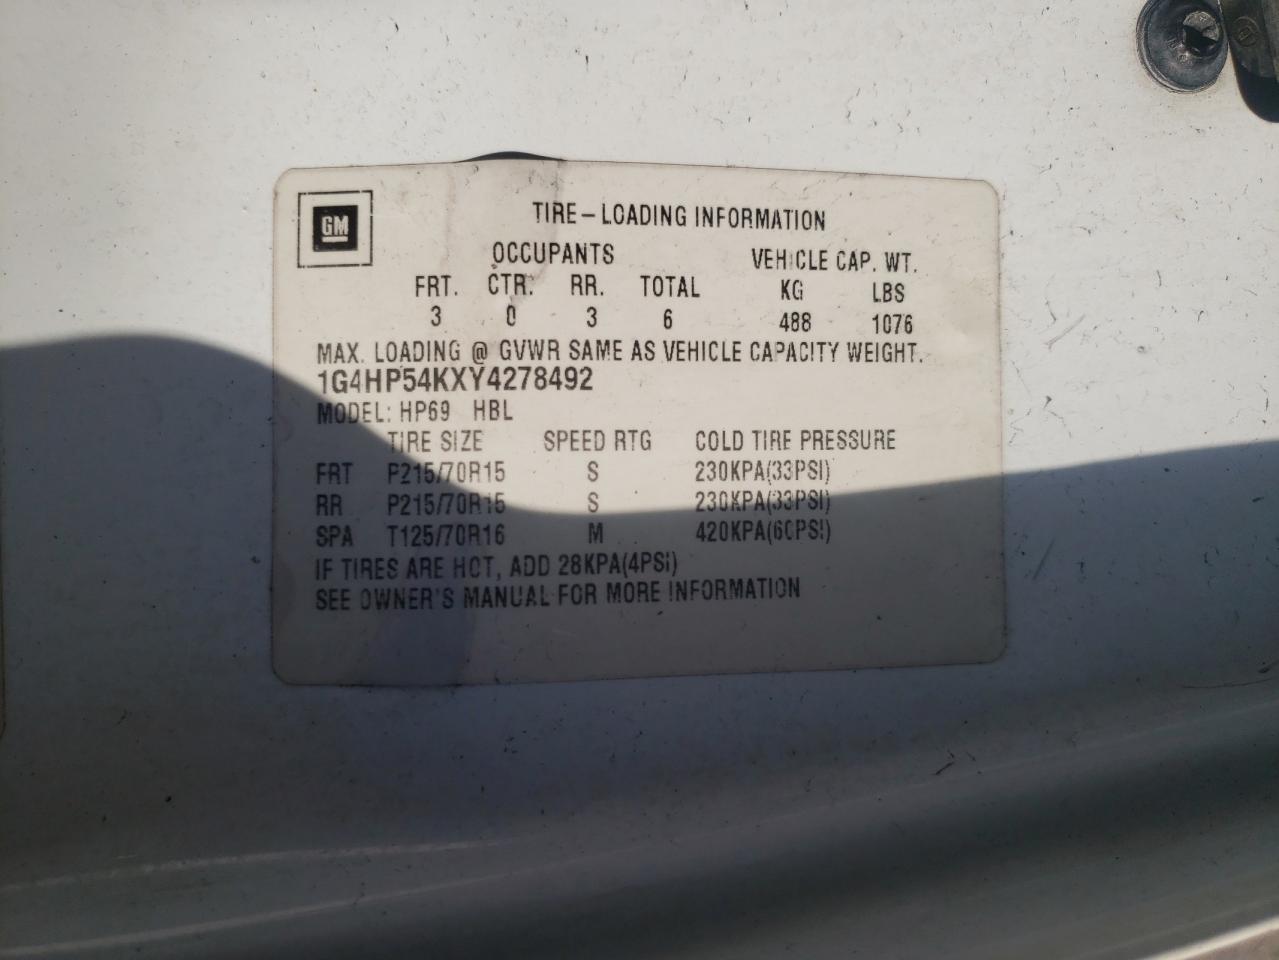 GM
TIRE-LOADING INFORMATION
OCCUPANTS VEHICLE CAP. WT.
FRT. CTR. RR. TOTAL KG LBS
3 0 3 6 488 1076
MAX. LOADING @ GVWR SAME AS VEHICLE CAPACITY WEIGHT.
1G4HP54KXY4278492
MODEL: HP69 HBL
TIRE SIZE SPEED RTG COLD TIRE PRESSURE
FRT P215/70R15 S 230KPA(33PSI)
RR P215/70R15 S 230KPA(33PSI)
SPA T125/70R16 M 420KPA(60PSI)
IF TIRES ARE HOT, ADD 28KPA(4PSI)
SEE OWNER'S MANUAL FOR MORE INFORMATION